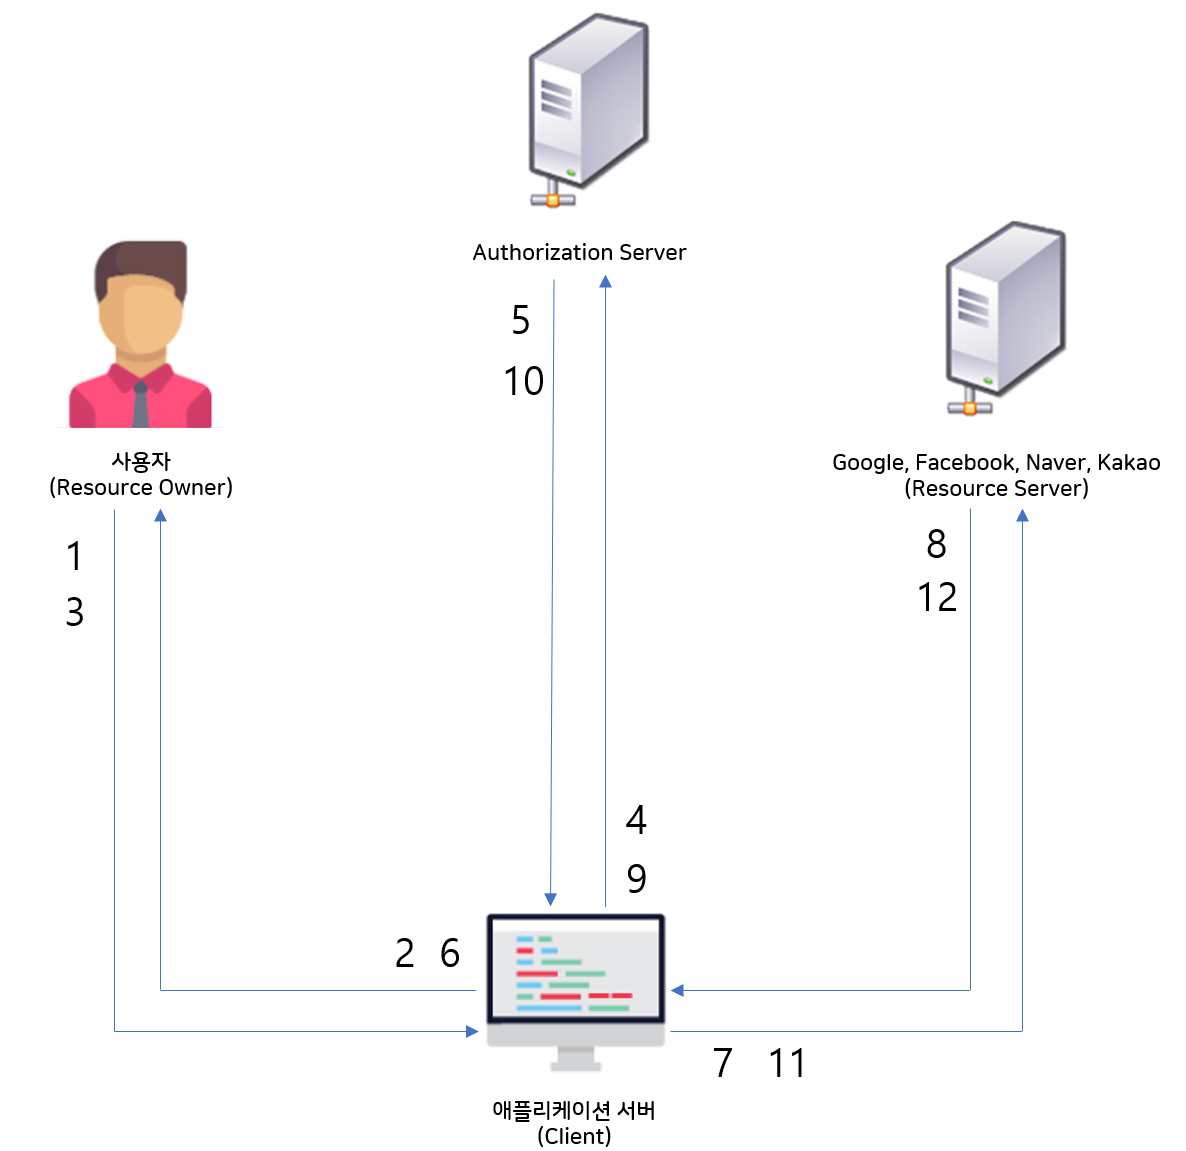 Authorization Server
5
10
사용자
(Resource Owner)
Google, Facebook, Naver, Kakao
(Resource Server)
1
3
8
12
4
9
2 6
7 11
애플리케이션 서버
(Client)